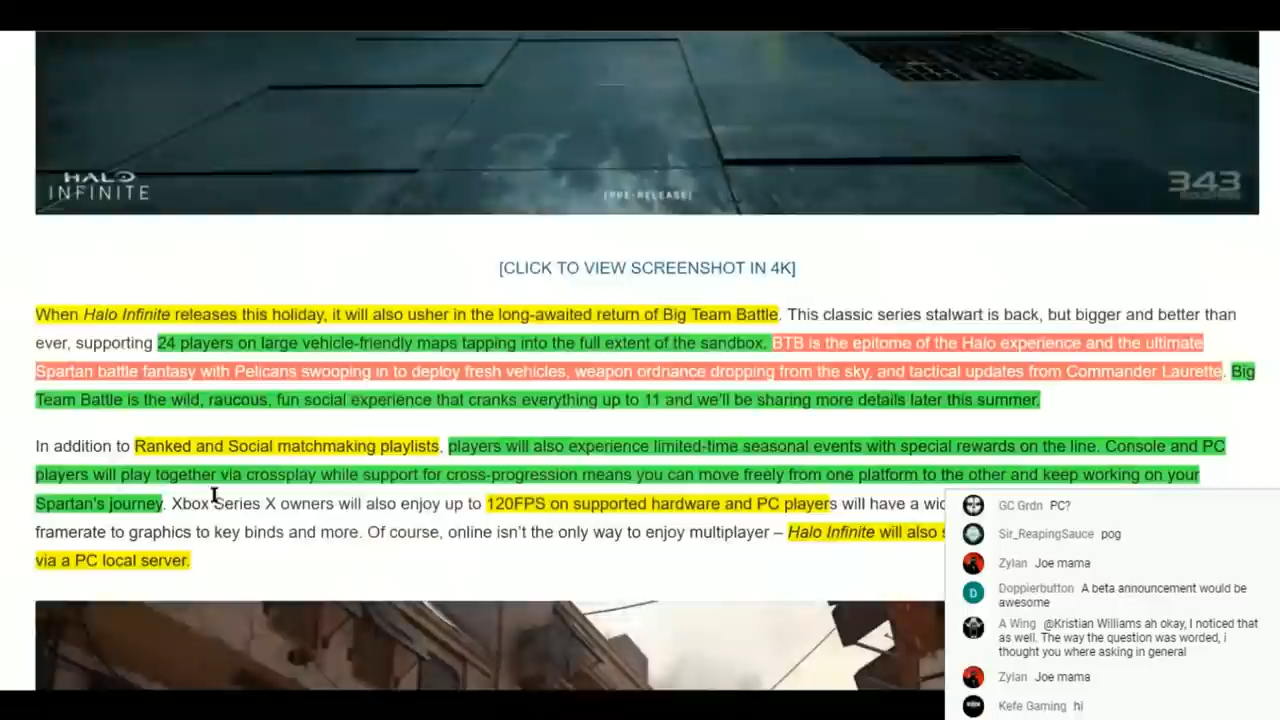 HALO
INFINITE
[PRE-RELEASE]
343
[CLICK TO VIEW SCREENSHOT IN 4K]
When Halo Infinite releases this holiday, it will also usher in the long-awaited return of Big Team Battle. This classic series stalwart is back, but bigger and better than
ever, supporting 24 players on large vehicle-friendly maps tapping into the full extent of the sandbox. BTB is the epitome of the Halo experience and the ultimate
Spartan battle fantasy with Pelicans swooping in to deploy fresh vehicles, weapon ordnance dropping from the sky, and tactical updates from Commander Laurette. Big
Team Battle is the wild, raucous, fun social experience that cranks everything up to 11 and we'll be sharing more details later this summer.
In addition to Ranked and Social matchmaking playlists, players will also experience limited-time seasonal events with special rewards on the line. Console and PC
players will play together via crossplay while support for cross-progression means you can move freely from one platform to the other and keep working on your
Spartan's journey. Xbox Series X owners will also enjoy up to 120FPS on supported hardware and PC players will have a
framerate to graphics to key binds and more. Of course, online isn't the only way to enjoy multiplayer – Halo Infinite will also
via a PC local server.
GC Grdn PC?
Sir_ReapingSauce pog
Zylan Joe mama
D Doppierbutton A beta announcement would be
awesome
A Wing @Kristian Williams ah okay, I noticed that
as well. The way the question was worded, i
thought you where asking in general
Zylan Joe mama
Kefe Gaming hi